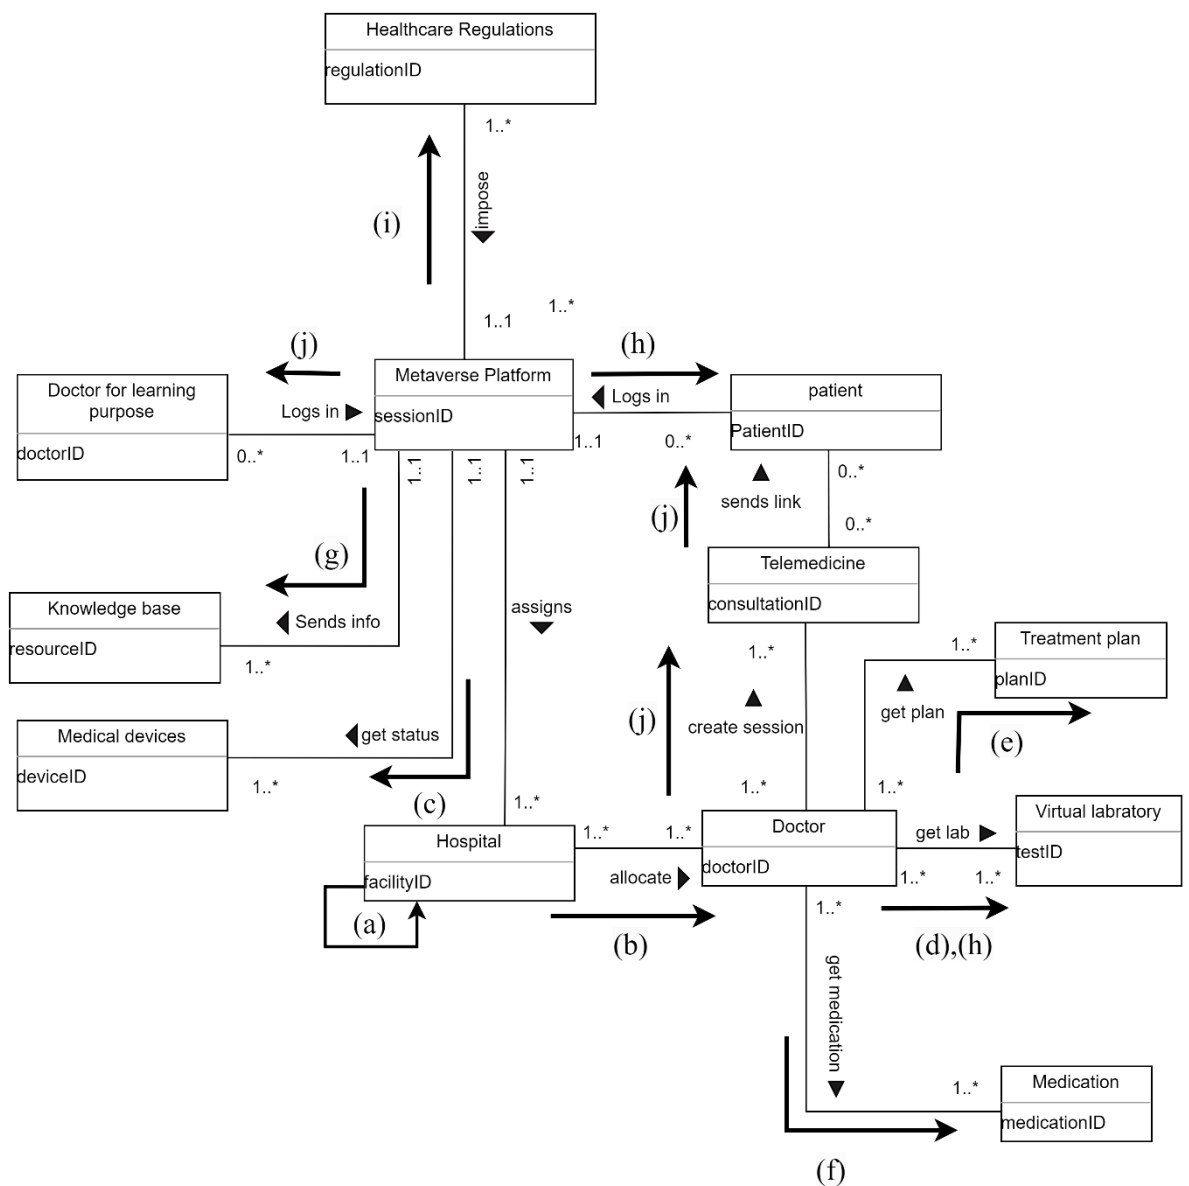 Healthcare Regulations
regulationID
1..*
impose
(i)
1..*
1..1
(j)
(h)
Doctor for learning
purpose
doctorID
Logs in
0..*
1..1
Metaverse Platform
sessionID
Logs in
1..1
0..*
patient
PatientID
1..1
1..1
1..1
sends link
0..*
(j)
0..*
(g)
Telemedicine
consultationID
Knowledge base
resourceID
Sends info
1..*
assigns
1..*
Treatment plan
planID
1..*
get plan
(e)
(j)
create session
Medical devices
deviceID
get status
1..*
(c)
1..*
1..*
1..*
Hospital
facilityID
(a)
1..*
1..*
allocate
(b)
Doctor
doctorID
get lab
1..*
1..*
(d),(h)
Virtual labratory
testID
1..*
get medication
1..*
Medication
medicationID
(f)